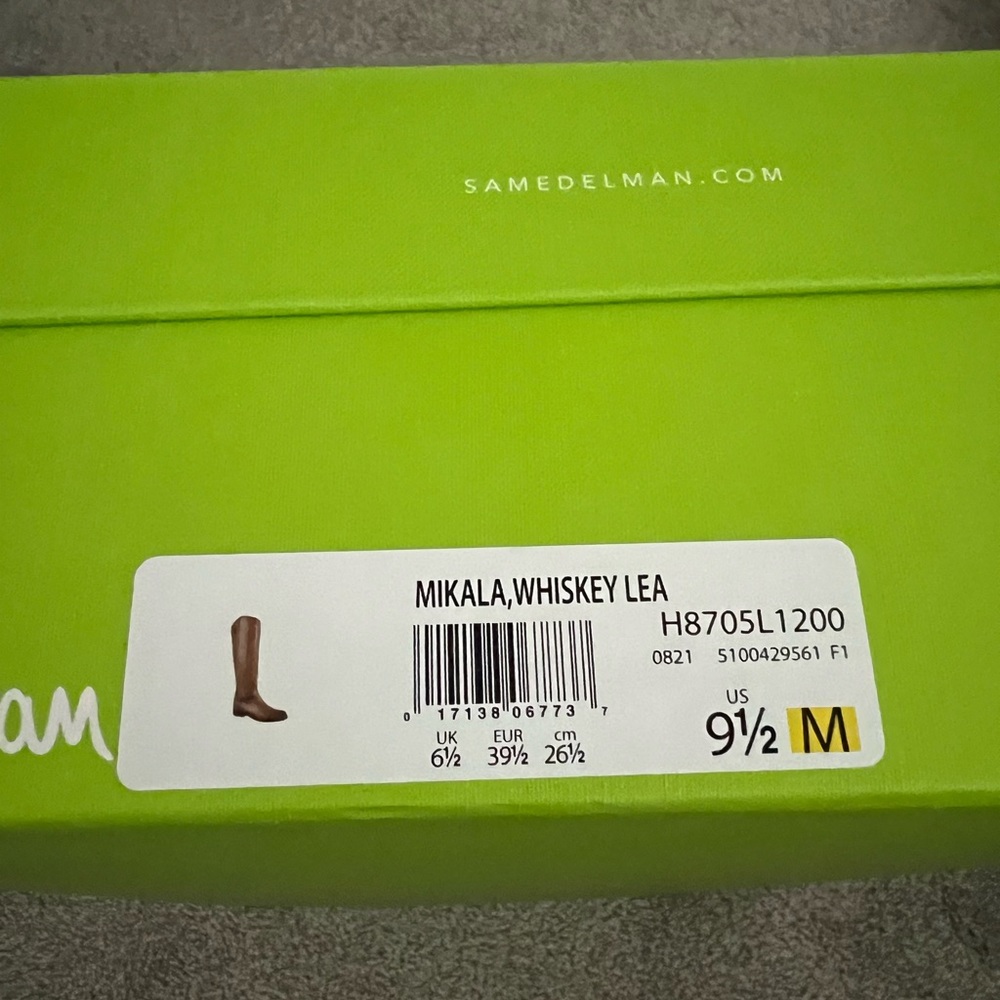 SAMEDELMAN.COM
MIKALA,WHISKEY LEA
H8705L1200
0821 5100429561 F1
0 17138 06773 7
UK EUR cm
6½ 39½ 26½
US
9½ M
am